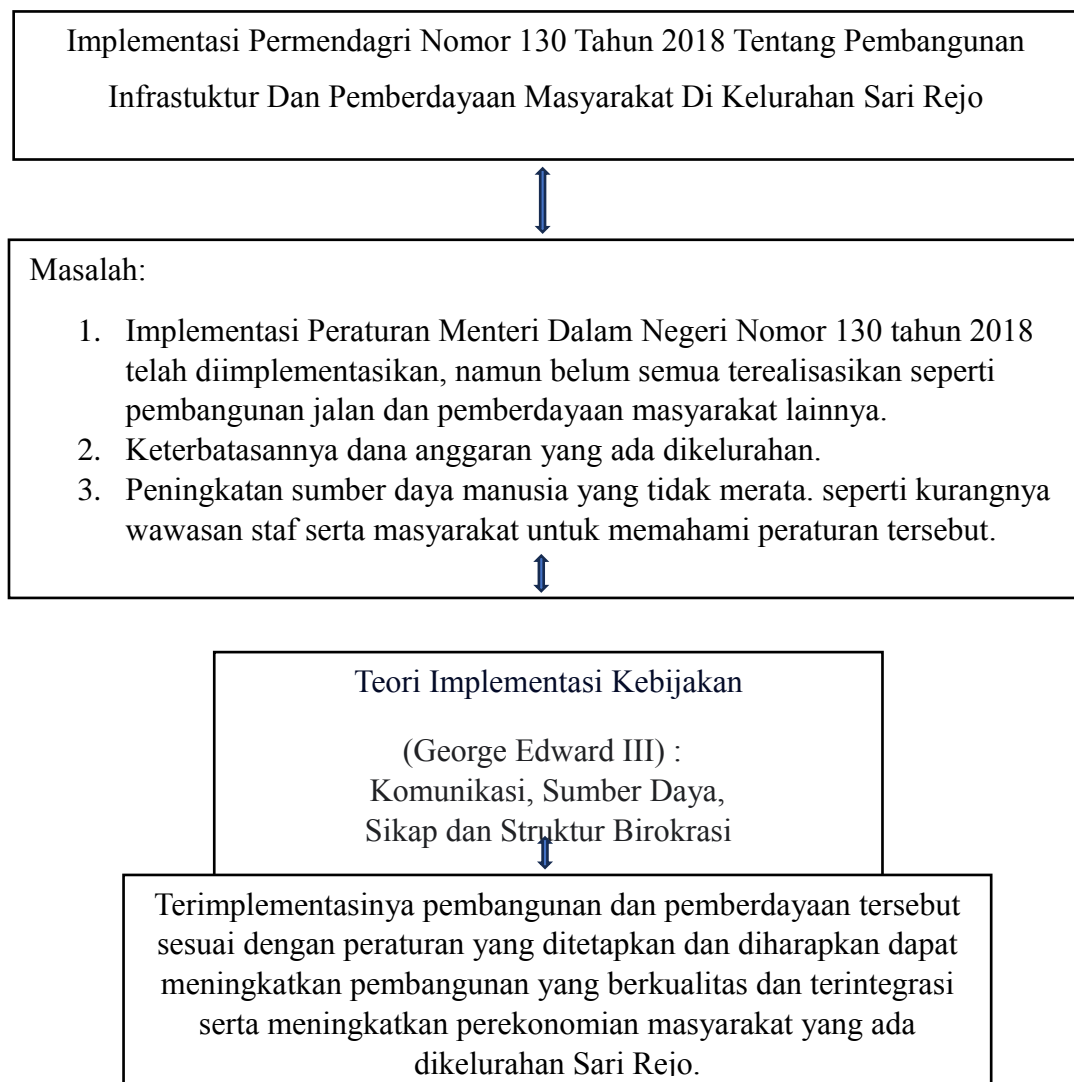 Implementasi Permendagri Nomor 130 Tahun 2018 Tentang Pembangunan
Infrastuktur Dan Pemberdayaan Masyarakat Di Kelurahan Sari Rejo
Masalah:
1. Implementasi Peraturan Menteri Dalam Negeri Nomor 130 tahun 2018
telah diimplementasikan, namun belum semua terealisasikan seperti
pembangunan jalan dan pemberdayaan masyarakat lainnya.
2. Keterbatasannya dana anggaran yang ada dikelurahan.
3. Peningkatan sumber daya manusia yang tidak merata. seperti kurangnya
wawasan staf serta masyarakat untuk memahami peraturan tersebut.
Teori Implementasi Kebijakan
(George Edward III) :
Komunikasi, Sumber Daya,
Sikap dan Struktur Birokrasi
Terimplementasinya pembangunan dan pemberdayaan tersebut
sesuai dengan peraturan yang ditetapkan dan diharapkan dapat
meningkatkan pembangunan yang berkualitas dan terintegrasi
serta meningkatkan perekonomian masyarakat yang ada
dikelurahan Sari Rejo.